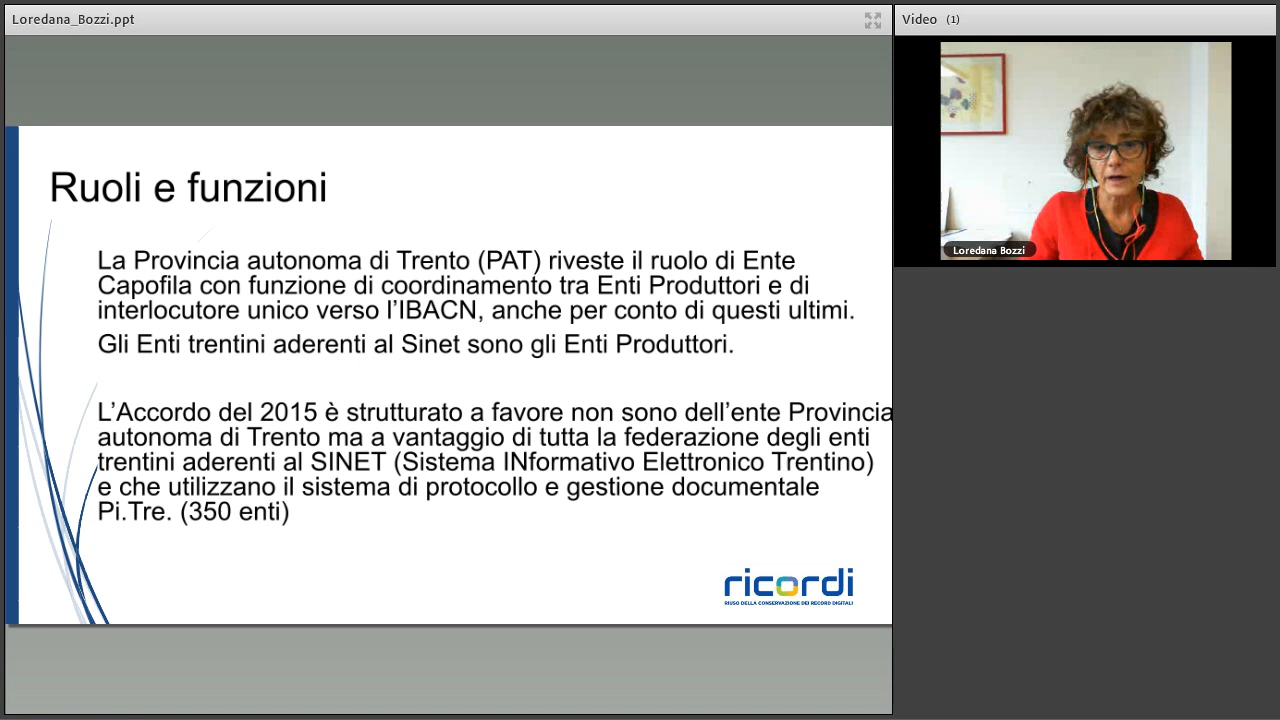 Loredana_Bozzi.ppt
Video (1)
Ruoli e funzioni
La Provincia autonoma di Trento (PAT) riveste il ruolo di Ente
Capofila con funzione di coordinamento tra Enti Produttori e di
interlocutore unico verso l’IBACN, anche per conto di questi ultimi.
Gli Enti trentini aderenti al Sinet sono gli Enti Produttori.
L’Accordo del 2015 è strutturato a favore non sono dell’ente Provincia
autonoma di Trento ma a vantaggio di tutta la federazione degli enti
trentini aderenti al SINET (Sistema INformativo Elettronico Trentino)
e che utilizzano il sistema di protocollo e gestione documentale
Pi.Tre. (350 enti)
ricordi
RIUSO DELLA CONSERVAZIONE DEI RECORD DIGITALI
Loredana Bozzi